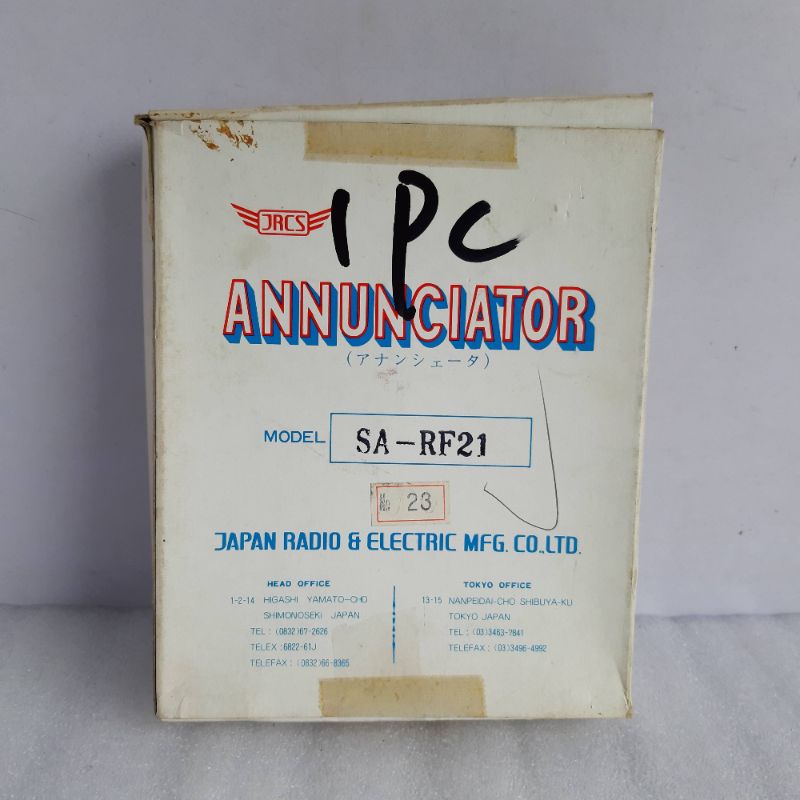 JRCS
1 PC
ANNUNCIATOR
(アナンシェータ)
MODEL SA-RF21
23
JAPAN RADIO & ELECTRIC MFG. CO.,LTD.
HEAD OFFICE
1-2-14 HIGASHI YAMATO-CHO
SHIMONOSEKI JAPAN
TEL : (0832)67-2626
TELEX : 6822-61J
TELEFAX : (0832)66-8365
TOKYO OFFICE
13-15 NANPEIDAI-CHO SHIBUYA-KU
TOKYO JAPAN
TEL : (03)3463-7841
TELEFAX : (03)3496-4992